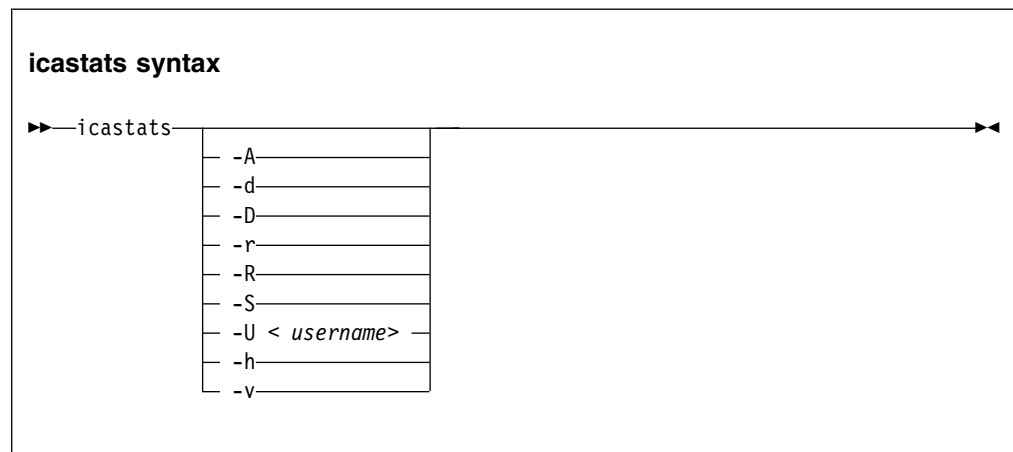 icastats syntax
icastats
-A
-d
-D
-r
-R
-S
-U < username>
-h
-v